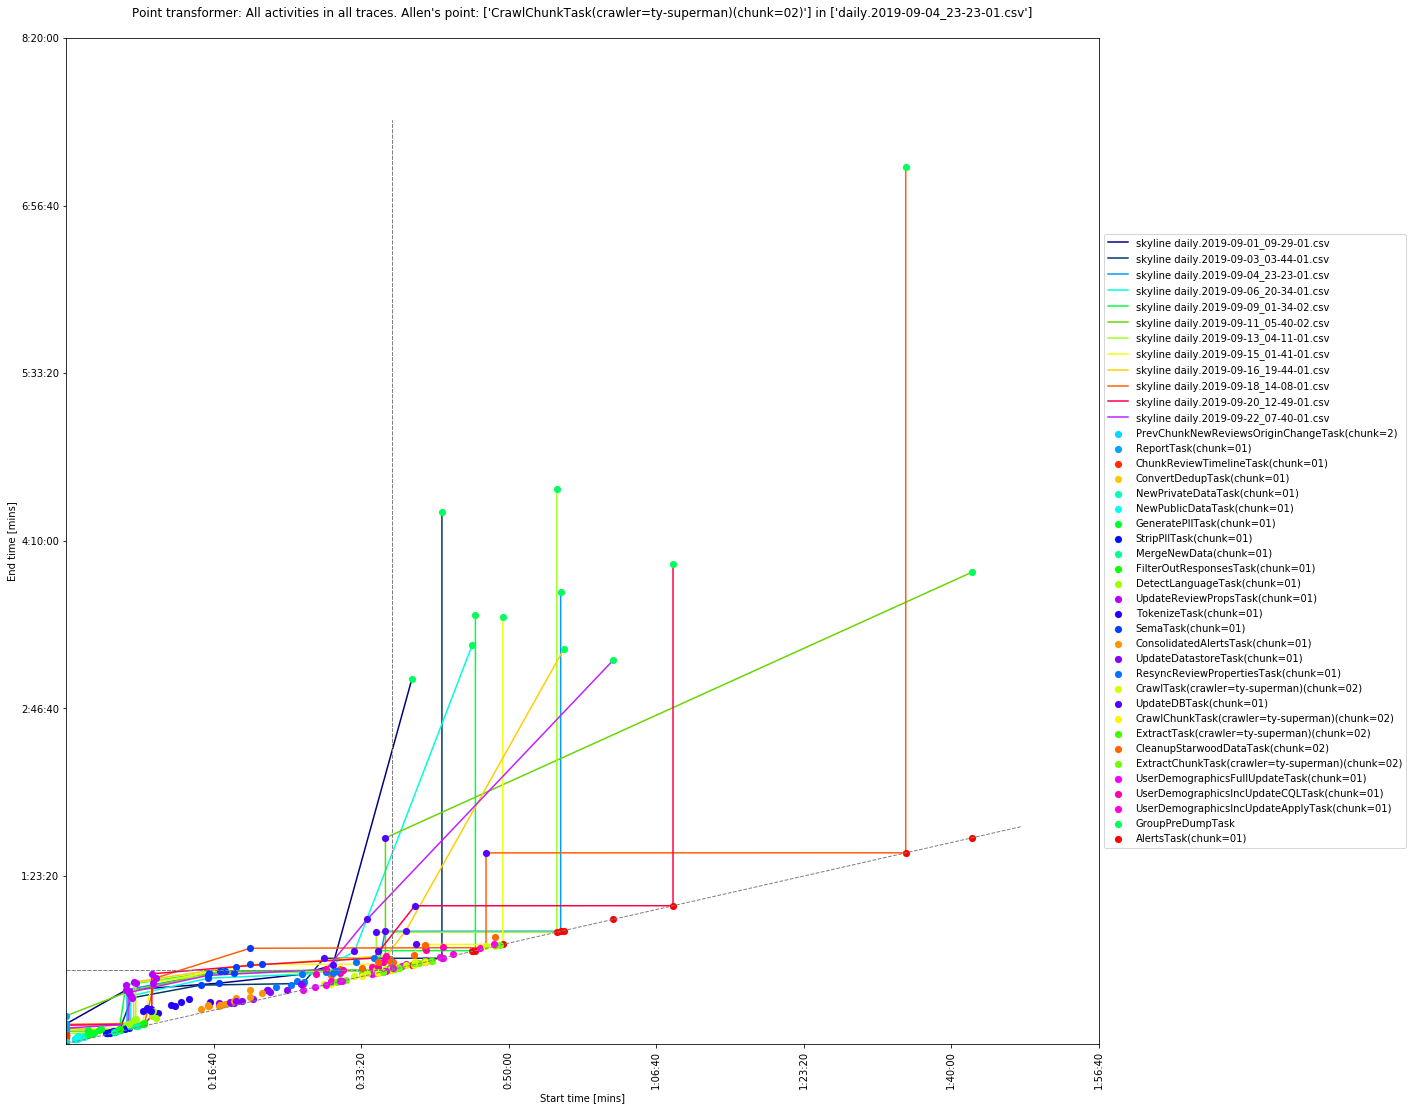 Point transformer: All activities in all traces. Allen's point: ['CrawlChunkTask(crawler=ty-superman)(chunk=02)'] in ['daily.2019-09-04_23-23-01.csv']
8:20:00
6:56:40
5:33:20
4:10:00
2:46:40
1:23:20
End time [mins]
0:16:40
0:33:20
0:50:00
1:06:40
1:23:20
1:40:00
1:56:40
Start time [mins]
skyline daily.2019-09-01_09-29-01.csv
skyline daily.2019-09-03_03-44-01.csv
skyline daily.2019-09-04_23-23-01.csv
skyline daily.2019-09-06_20-34-01.csv
skyline daily.2019-09-09_01-34-02.csv
skyline daily.2019-09-11_05-40-02.csv
skyline daily.2019-09-13_04-11-01.csv
skyline daily.2019-09-15_01-41-01.csv
skyline daily.2019-09-16_19-44-01.csv
skyline daily.2019-09-18_14-08-01.csv
skyline daily.2019-09-20_12-49-01.csv
skyline daily.2019-09-22_07-40-01.csv
PrevChunkNewReviewsOriginChangeTask(chunk=2)
ReportTask(chunk=01)
ChunkReviewTimelineTask(chunk=01)
ConvertDedupTask(chunk=01)
NewPrivateDataTask(chunk=01)
NewPublicDataTask(chunk=01)
GeneratePIITask(chunk=01)
StripPIITask(chunk=01)
MergeNewData(chunk=01)
FilterOutResponsesTask(chunk=01)
DetectLanguageTask(chunk=01)
UpdateReviewPropsTask(chunk=01)
TokenizeTask(chunk=01)
SemaTask(chunk=01)
ConsolidatedAlertsTask(chunk=01)
UpdateDatastoreTask(chunk=01)
ResyncReviewPropertiesTask(chunk=01)
CrawlTask(crawler=ty-superman)(chunk=02)
UpdateDBTask(chunk=01)
CrawlChunkTask(crawler=ty-superman)(chunk=02)
ExtractTask(crawler=ty-superman)(chunk=02)
CleanupStarwoodDataTask(chunk=02)
ExtractChunkTask(crawler=ty-superman)(chunk=02)
UserDemographicsFullUpdateTask(chunk=01)
UserDemographicsIncUpdateCQLTask(chunk=01)
UserDemographicsIncUpdateApplyTask(chunk=01)
GroupPreDumpTask
AlertsTask(chunk=01)